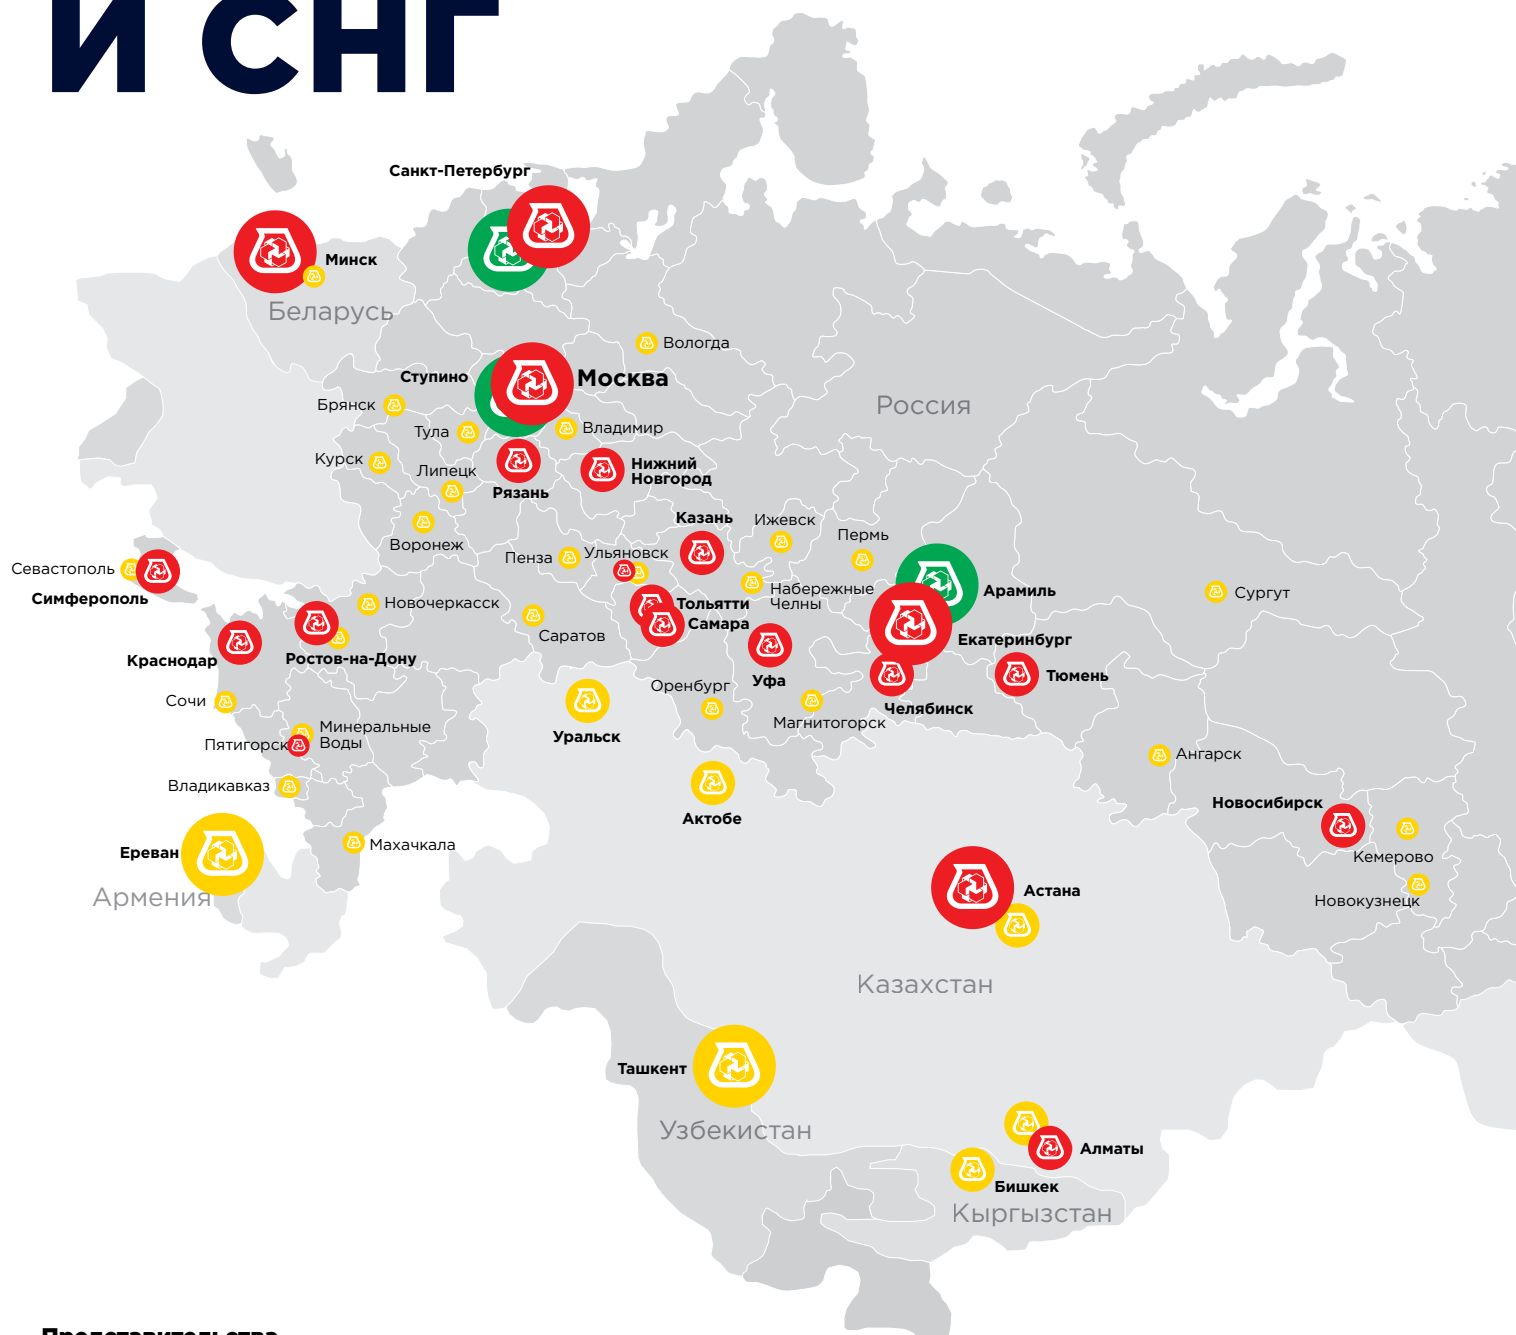 И СНГ
Санкт-Петербург
Минск
Беларусь
Вологда
Ступино
Москва
Россия
Брянск
Тула
Владимир
Курск
Липецк
Нижний
Новгород
Рязань
Казань
Ижевск
Пермь
Воронеж
Пенза
Ульяновск
Севастополь
Симферополь
Набережные
Челны
Арамиль
Сургут
Новочеркасск
Тольятти
Самара
Саратов
Екатеринбург
Краснодар
Ростов-на-Дону
Уфа
Тюмень
Оренбург
Сочи
Магнитогорск
Челябинск
Минеральные
Воды
Пятигорск
Уральск
Ангарск
Владикавказ
Актобе
Новосибирск
Ереван
Махачкала
Кемерово
Армения
Астана
Новокузнецк
Казахстан
Ташкент
Узбекистан
Алматы
Бишкек
Кыргызстан
Представительства